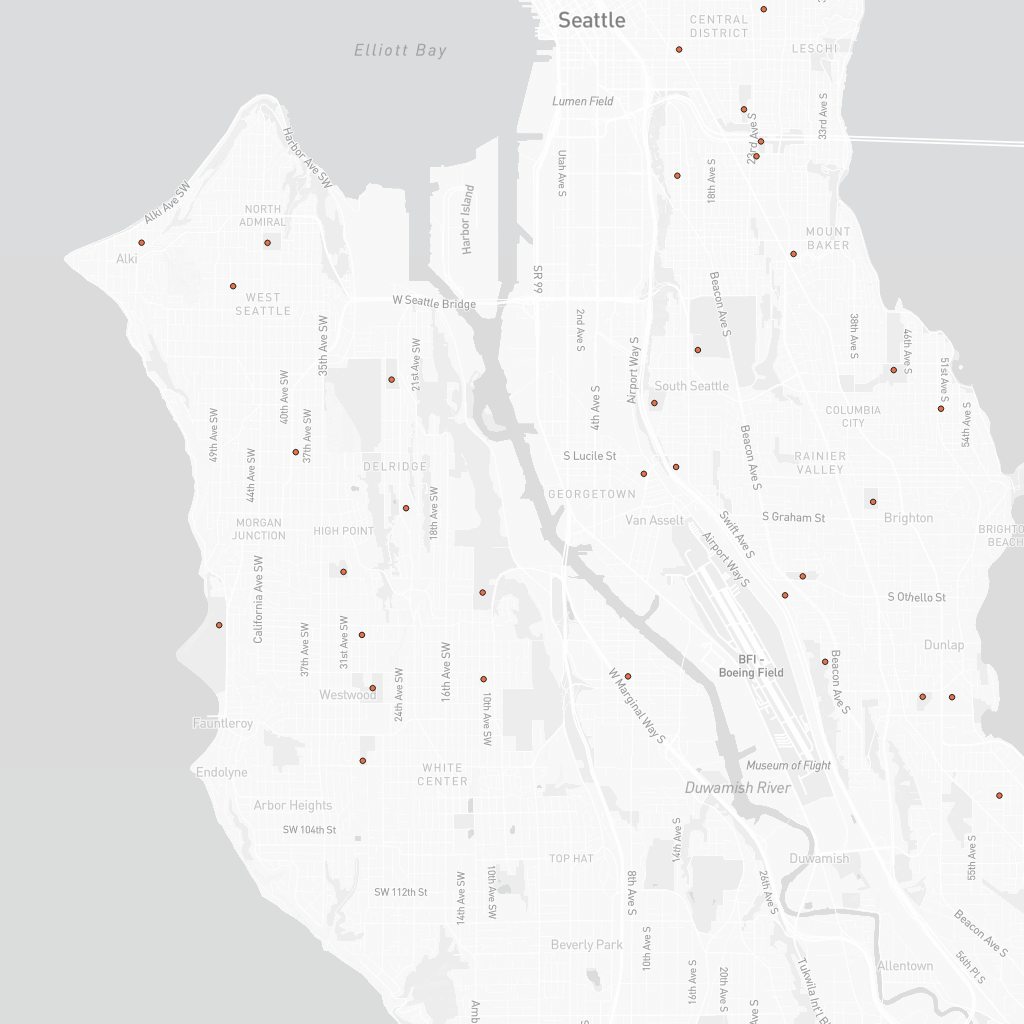 Seattle
CENTRAL
DISTRICT
Elliott Bay
LESCHI
Lumen Field
33rd Ave S
23rd Ave S
Harbor Ave SW
Utah Ave S
18th Ave S
Alki Ave SW
Harbor Island
NORTH
ADMIRAL
MOUNT
BAKER
Alki
SR 99
WEST
SEATTLE
W Seattle Bridge
Beacon Ave S
2nd Ave S
38th Ave S
46th Ave S
35th Ave SW
21st Ave SW
Airport Way S
51st Ave S
South Seattle
40th Ave SW
4th Ave S
COLUMBIA
CITY
54th Ave S
49th Ave SW
37th Ave SW
Beacon Ave S
44th Ave SW
DELRIDGE
S Lucile St
RAINIER
VALLEY
GEORGETOWN
18th Ave SW
MORGAN
JUNCTION
HIGH POINT
Van Asselt
Swift Ave S
S Graham St
Brighton
BRIGHTO
BEACH
Airport Way S
California Ave SW
S Othello St
37th Ave SW
31st Ave SW
16th Ave SW
Dunlap
BFI -
Boeing Field
Beacon Ave S
Westwood
24th Ave SW
10th Ave SW
W Marginal Way S
Fauntleroy
Endolyne
WHITE
CENTER
Museum of Flight
Duwamish River
Arbor Heights
SW 104th St
14th Ave S
TOP HAT
Duwamish
55th Ave S
SW 112th St
14th Ave SW
10th Ave SW
8th Ave S
26th Ave S
Beverly Park
10th Ave S
Beacon Ave S
Allentown
56th Pl S
16th Ave S
20th Ave S
Tukwila Int'l Bl
Amb
S
ve S